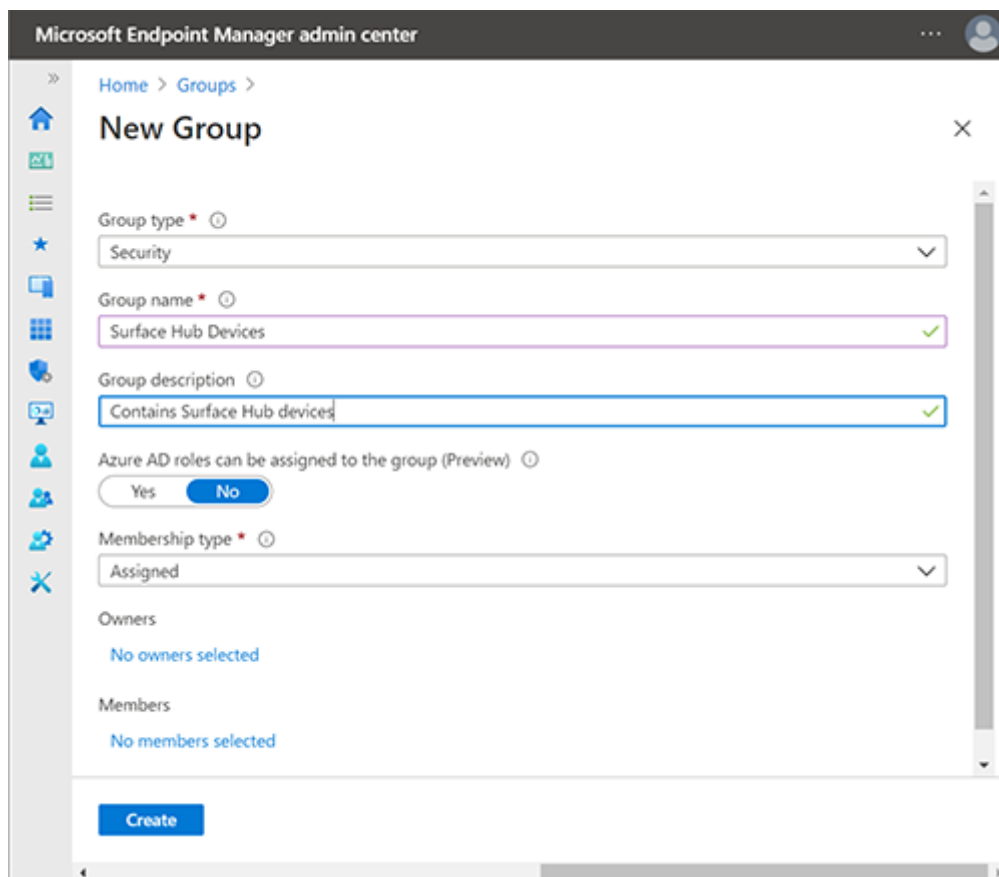 Microsoft Endpoint Manager admin center
Home > Groups >
New Group
Group type *
Security
Group name *
Surface Hub Devices
Group description
Contains Surface Hub devices
Azure AD roles can be assigned to the group (Preview)
Yes No
Membership type *
Assigned
Owners
No owners selected
Members
No members selected
Create